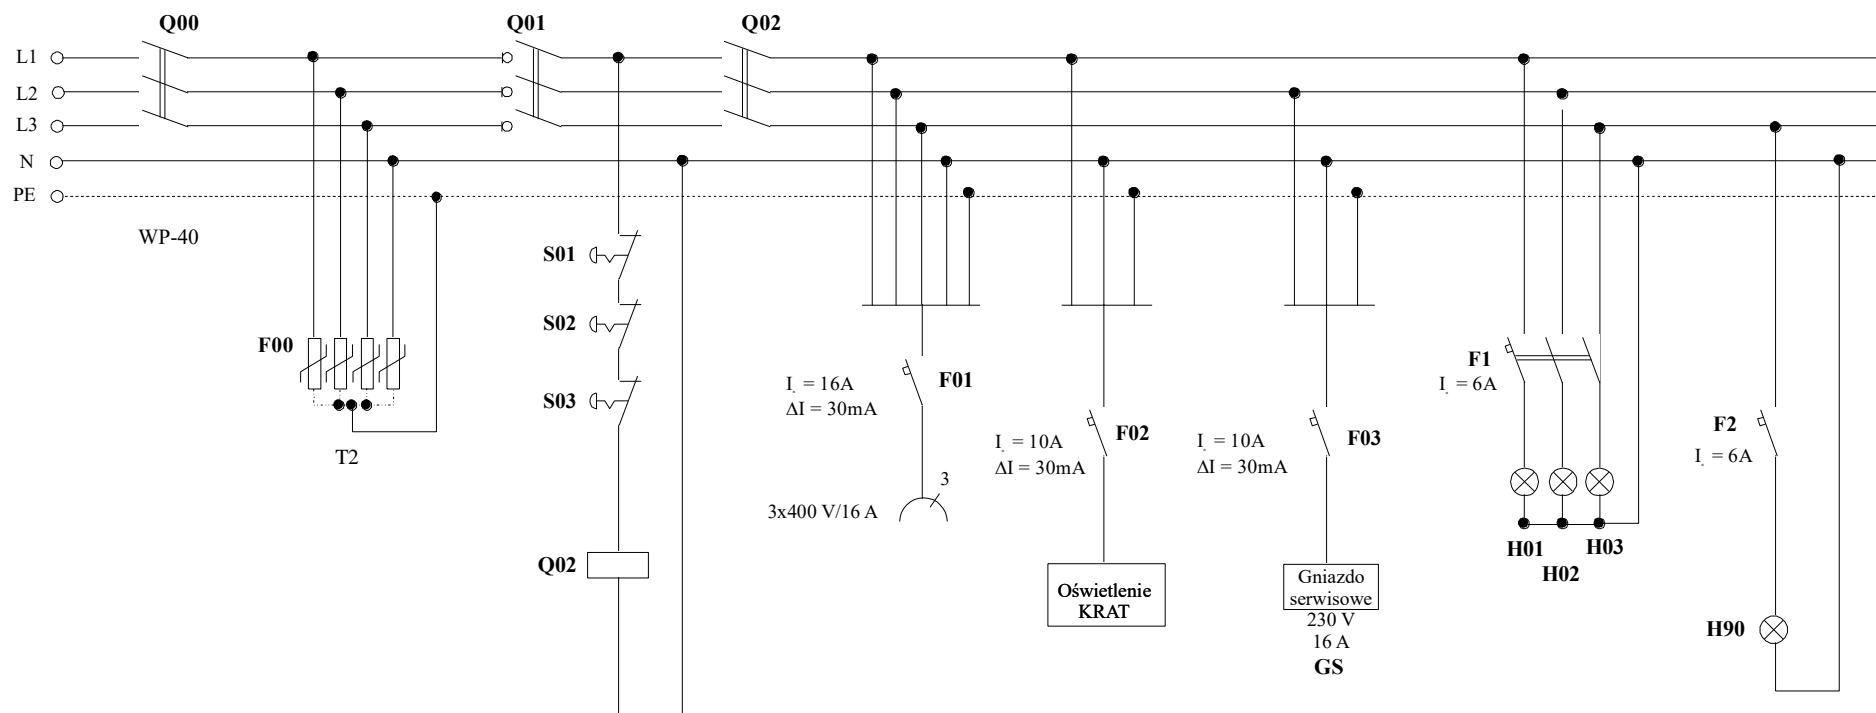 Q00
Q01
Q02
L1
L2
L3
N
PE
WP-40
S01
S02
S03
F00
T2
Q02
I. = 16A
ΔI = 30mA
F01
3
3x400 V/16 A
I. = 10A
ΔI = 30mA
F02
Oświetlenie
KRAT
I. = 10A
ΔI = 30mA
F03
Gniazdo
serwisowe
230 V
16 A
GS
F1
I. = 6A
H01
H02
H03
F2
I. = 6A
H90